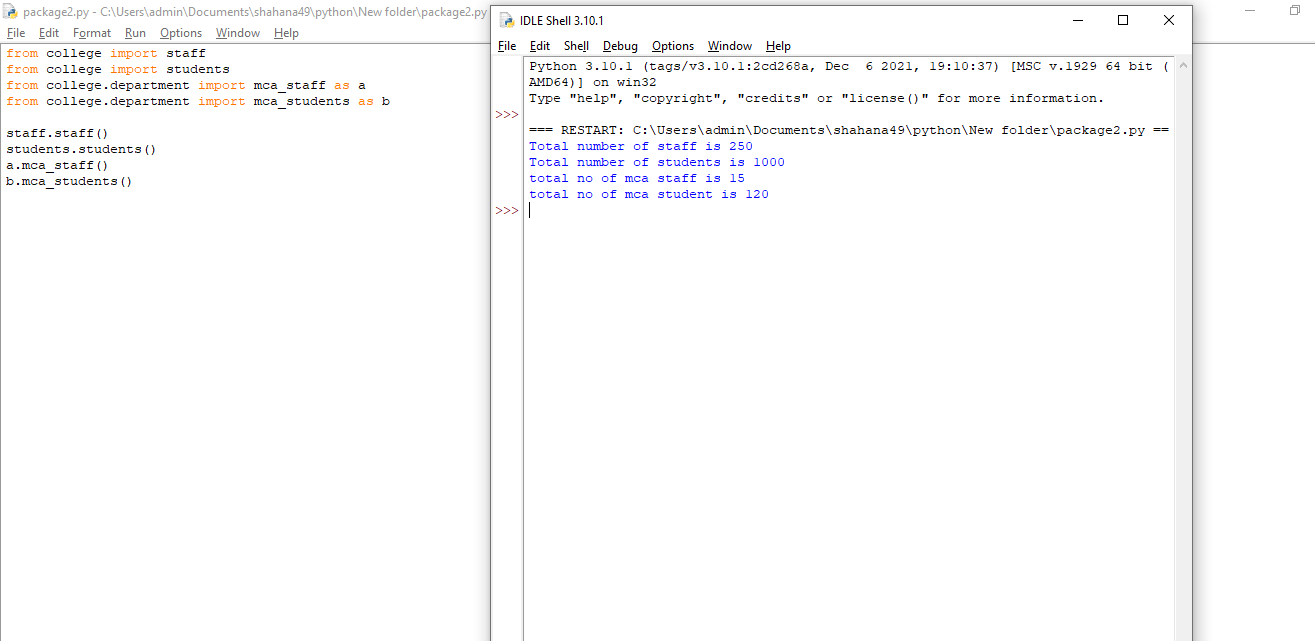 package2.py - C:\Users\admin\Documents\shahana49\python\New folder\package2.py
File Edit Format Run Options Window Help
from college import staff
from college import students
from college.department import mca_staff as a
from college.department import mca_students as b
staff.staff()
students.students()
a.mca_staff()
b.mca_students()
IDLE Shell 3.10.1
File Edit Shell Debug Options Window Help
Python 3.10.1 (tags/v3.10.1:2cd268a, Dec  6 2021, 19:10:37) [MSC v.1929 64 bit (
AMD64)] on win32
Type "help", "copyright", "credits" or "license()" for more information.
>>>
=== RESTART: C:\Users\admin\Documents\shahana49\python\New folder\package2.py ==
Total number of staff is 250
Total number of students is 1000
total no of mca staff is 15
total no of mca student is 120
>>>